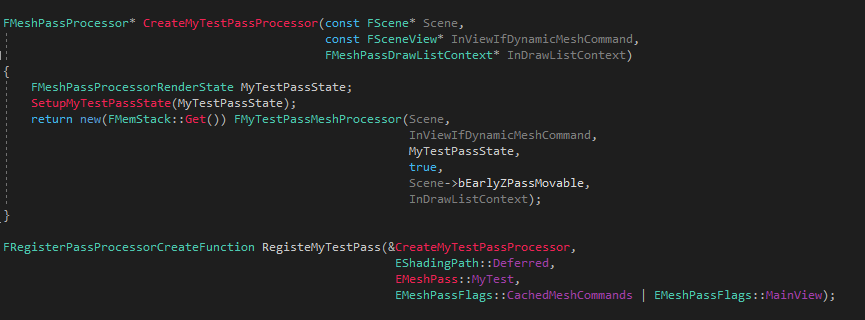 FMeshPassProcessor* CreateMyTestPassProcessor(const FScene* Scene,
const FSceneView* InViewIfDynamicMeshCommand,
FMeshPassDrawListContext* InDrawListContext)
{
FMeshPassProcessorRenderState MyTestPassState;
SetupMyTestPassState(MyTestPassState);
return new(FMemStack::Get()) FMyTestPassMeshProcessor(Scene,
InViewIfDynamicMeshCommand,
MyTestPassState,
true,
Scene->bEarlyZPassMovable,
InDrawListContext);
}
FRegisterPassProcessorCreateFunction RegisteMyTestPass(&CreateMyTestPassProcessor,
EShadingPath::Deferred,
EMeshPass::MyTest,
EMeshPassFlags::CachedMeshCommands | EMeshPassFlags::MainView);